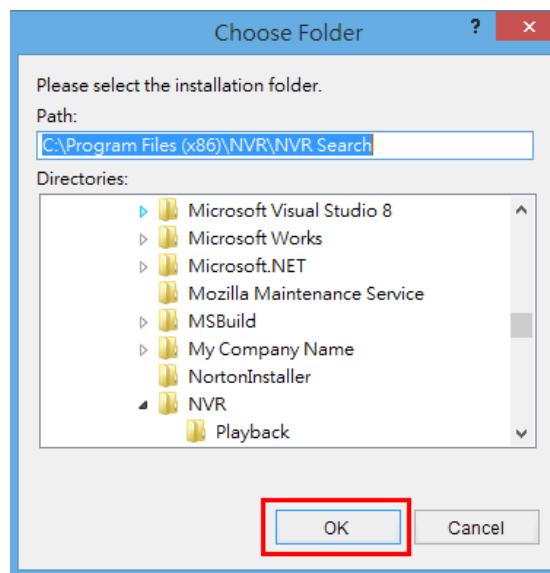 Choose Folder
?
×
Please select the installation folder.
Path:
C:\Program Files (x86)\NVR\NVR Search
Directories:
Microsoft Visual Studio 8
Microsoft Works
Microsoft.NET
Mozilla Maintenance Service
MSBuild
My Company Name
NortonInstaller
NVR
Playback
OK
Cancel